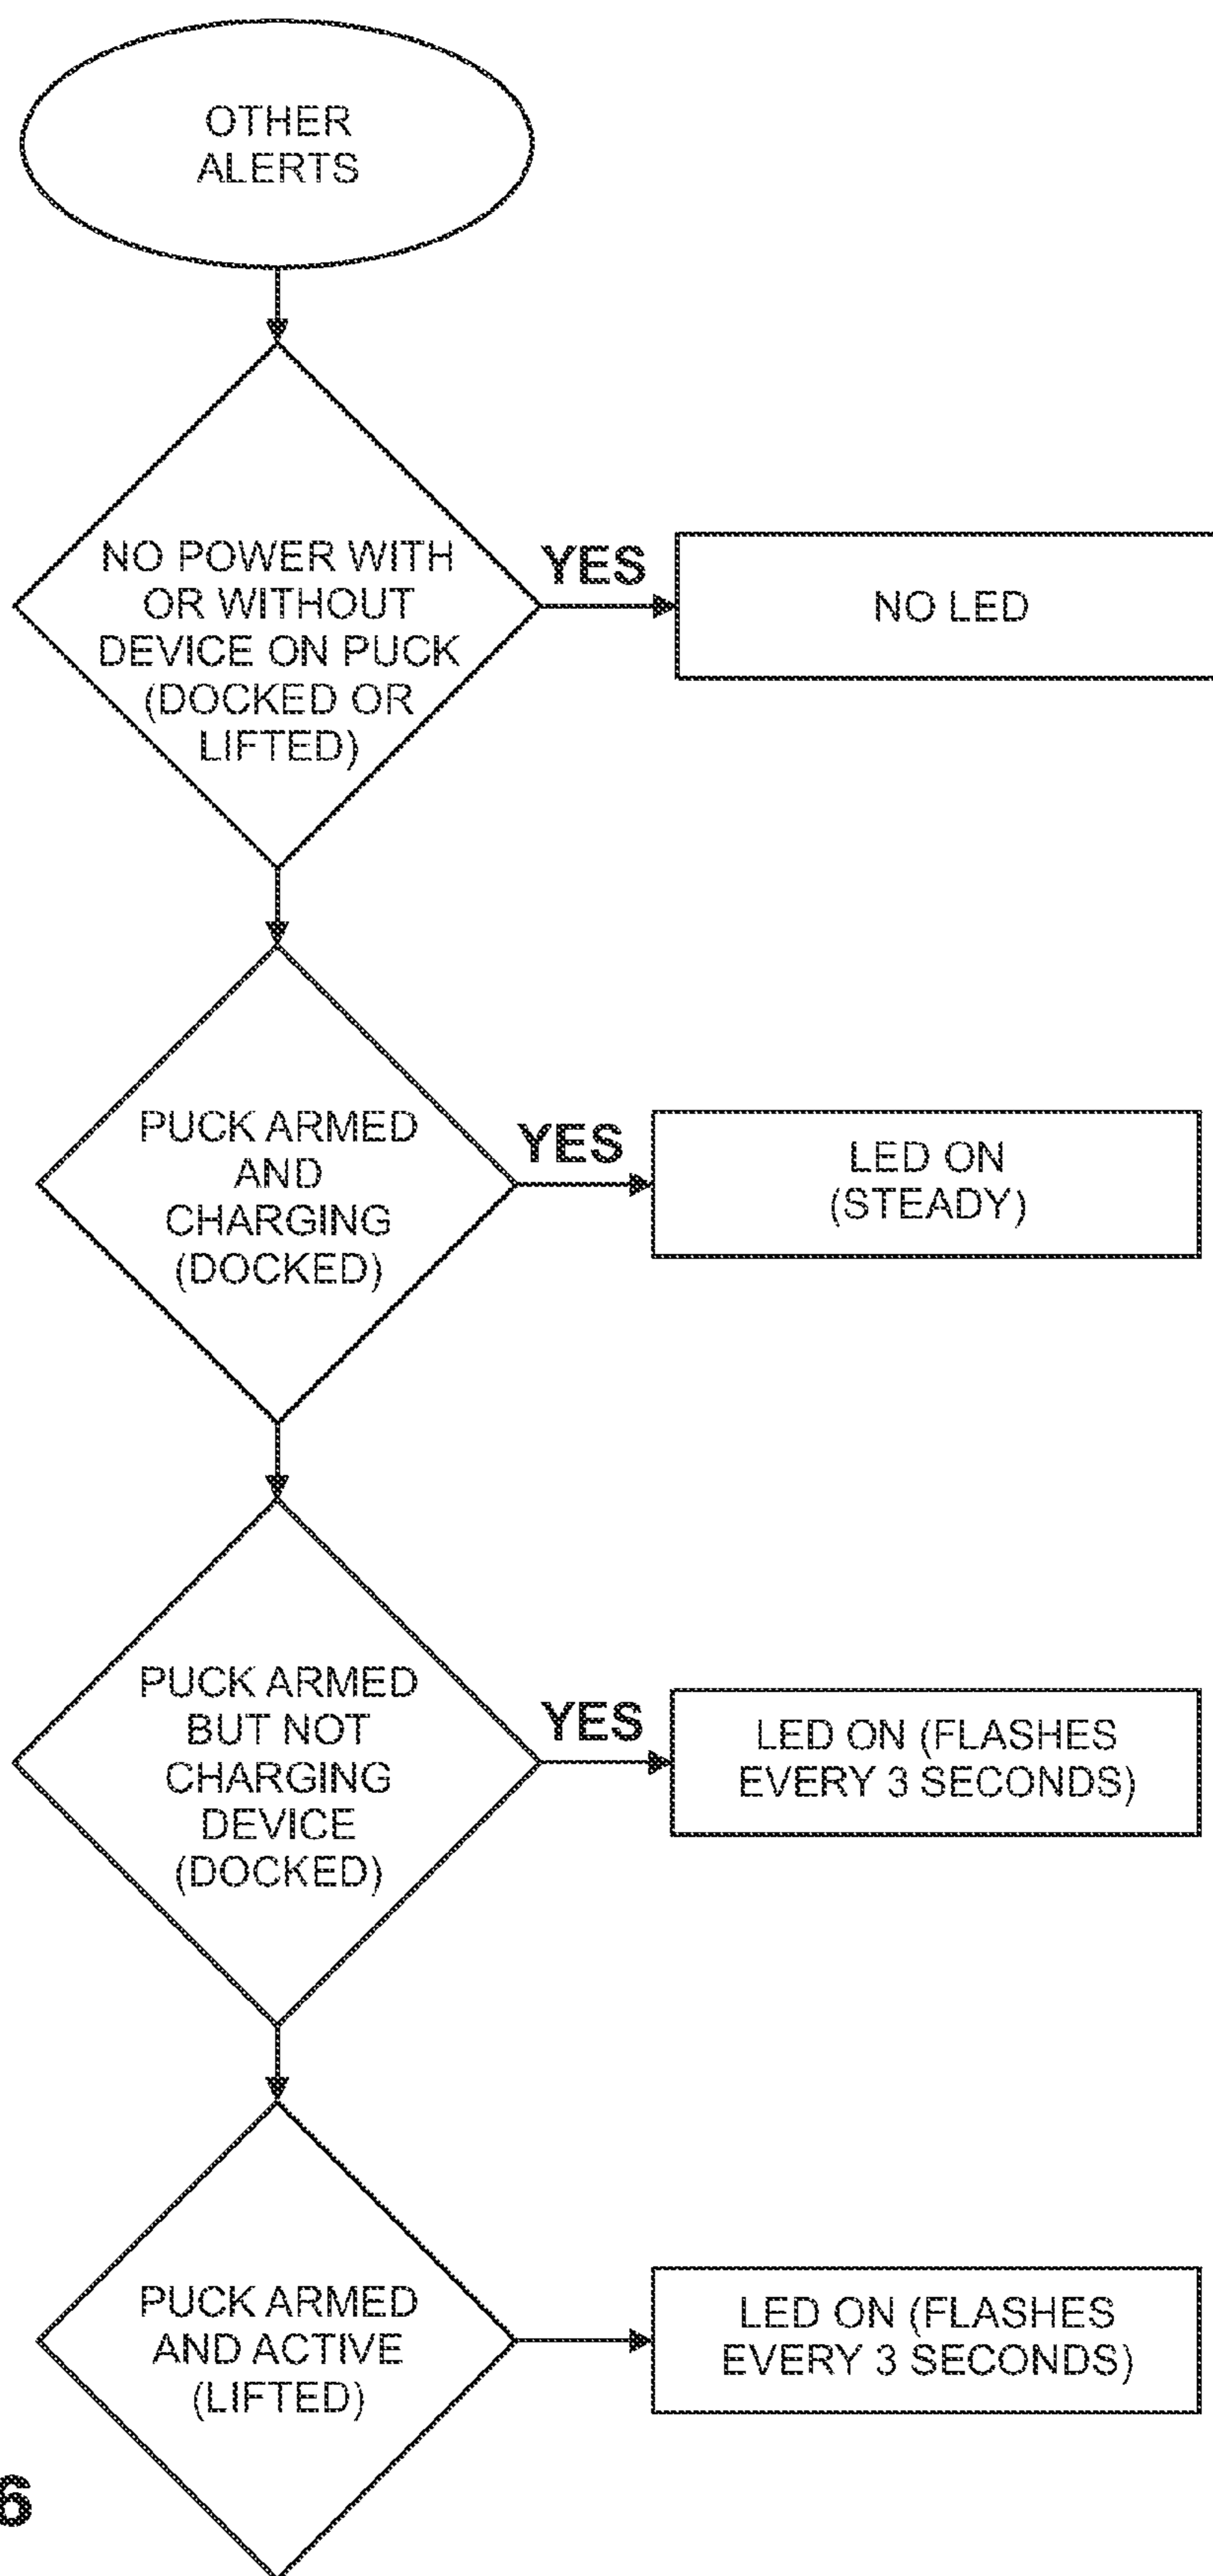 OTHER
ALERTS
NO POWER WITH
OR WITHOUT
DEVICE ON PUCK
(DOCKED OR
LIFTED)
YES
NO LED
PUCK ARMED
AND
CHARGING
(DOCKED)
YES
LED ON
(STEADY)
PUCK ARMED
BUT NOT
CHARGING
DEVICE
(DOCKED)
YES
LED ON (FLASHES
EVERY 3 SECONDS)
PUCK ARMED
AND ACTIVE
(LIFTED)
LED ON (FLASHES
EVERY 3 SECONDS)
6